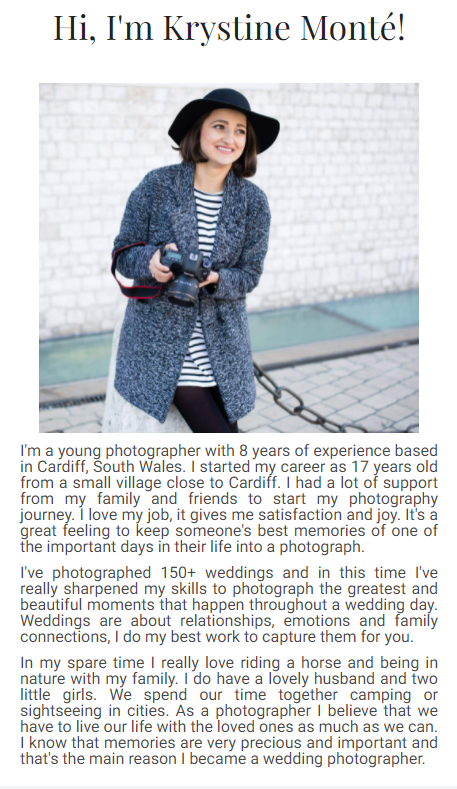 Hi, I'm Krystine Monté!
I'm a young photographer with 8 years of experience based
in Cardiff, South Wales. I started my career as 17 years old
from a small village close to Cardiff. I had a lot of support
from my family and friends to start my photography
journey. I love my job, it gives me satisfaction and joy. It's a
great feeling to keep someone's best memories of one of
the important days in their life into a photograph.
I've photographed 150+ weddings and in this time I've
really sharpened my skills to photograph the greatest and
beautiful moments that happen throughout a wedding day.
Weddings are about relationships, emotions and family
connections, I do my best work to capture them for you.
In my spare time I really love riding a horse and being in
nature with my family. I do have a lovely husband and two
little girls. We spend our time together camping or
sightseeing in cities. As a photographer I believe that we
have to live our life with the loved ones as much as we can.
I know that memories are very precious and important and
that's the main reason I became a wedding photographer.